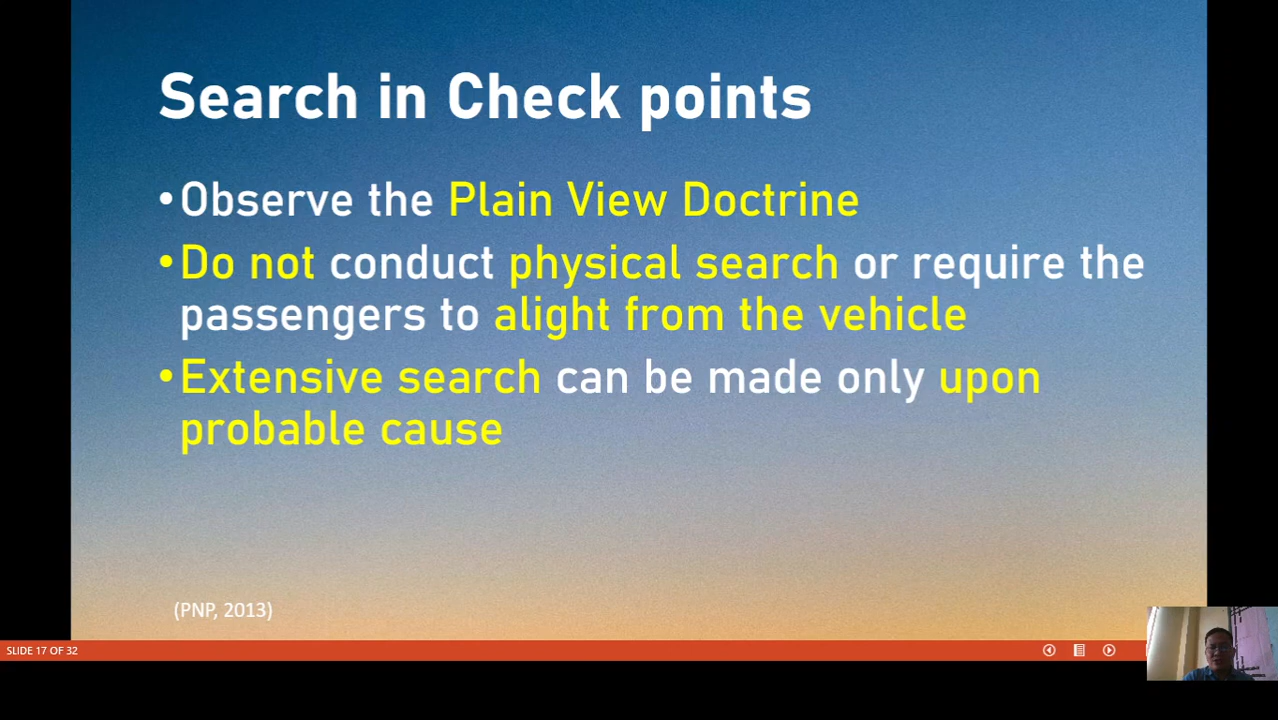 Search in Check points
•Observe the Plain View Doctrine
•Do not conduct physical search or require the
passengers to alight from the vehicle
•Extensive search can be made only upon
probable cause
(PNP, 2013)
SLIDE 17 OF 32